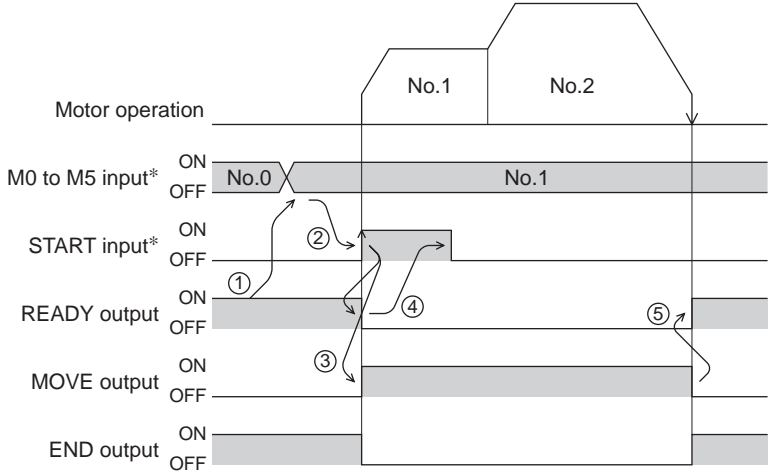 No.1
No.2
Motor operation
M0 to M5 input*
ON
OFF
No.0
No.1
START input*
ON
OFF
①
②
READY output
ON
OFF
④
⑤
③
MOVE output
ON
OFF
END output
ON
OFF